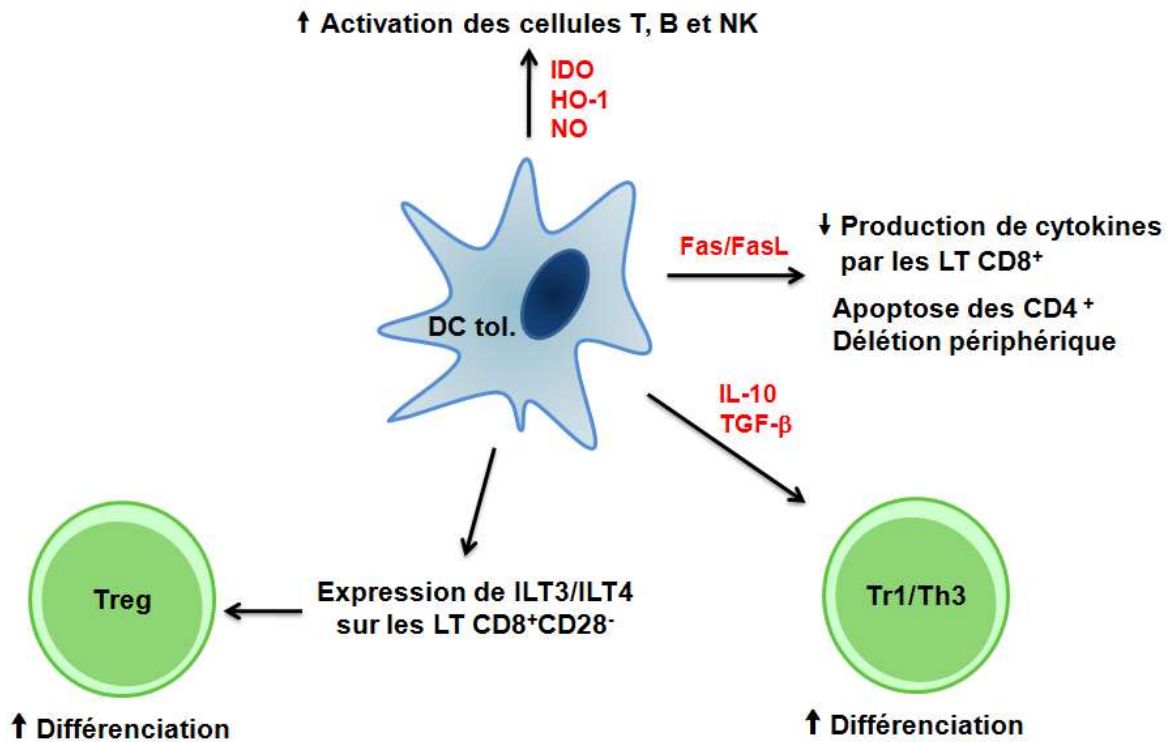 ↑ Activation des cellules T, B et NK
IDO
HO-1
NO
Fas/FasL
↓ Production de cytokines
par les LT CD8⁺
Apoptose des CD4 ⁺
Délétion périphérique
DC tol.
IL-10
TGF-β
Treg
Expression de ILT3/ILT4
sur les LT CD8⁺CD28⁻
Tr1/Th3
↑ Différenciation
↑ Différenciation